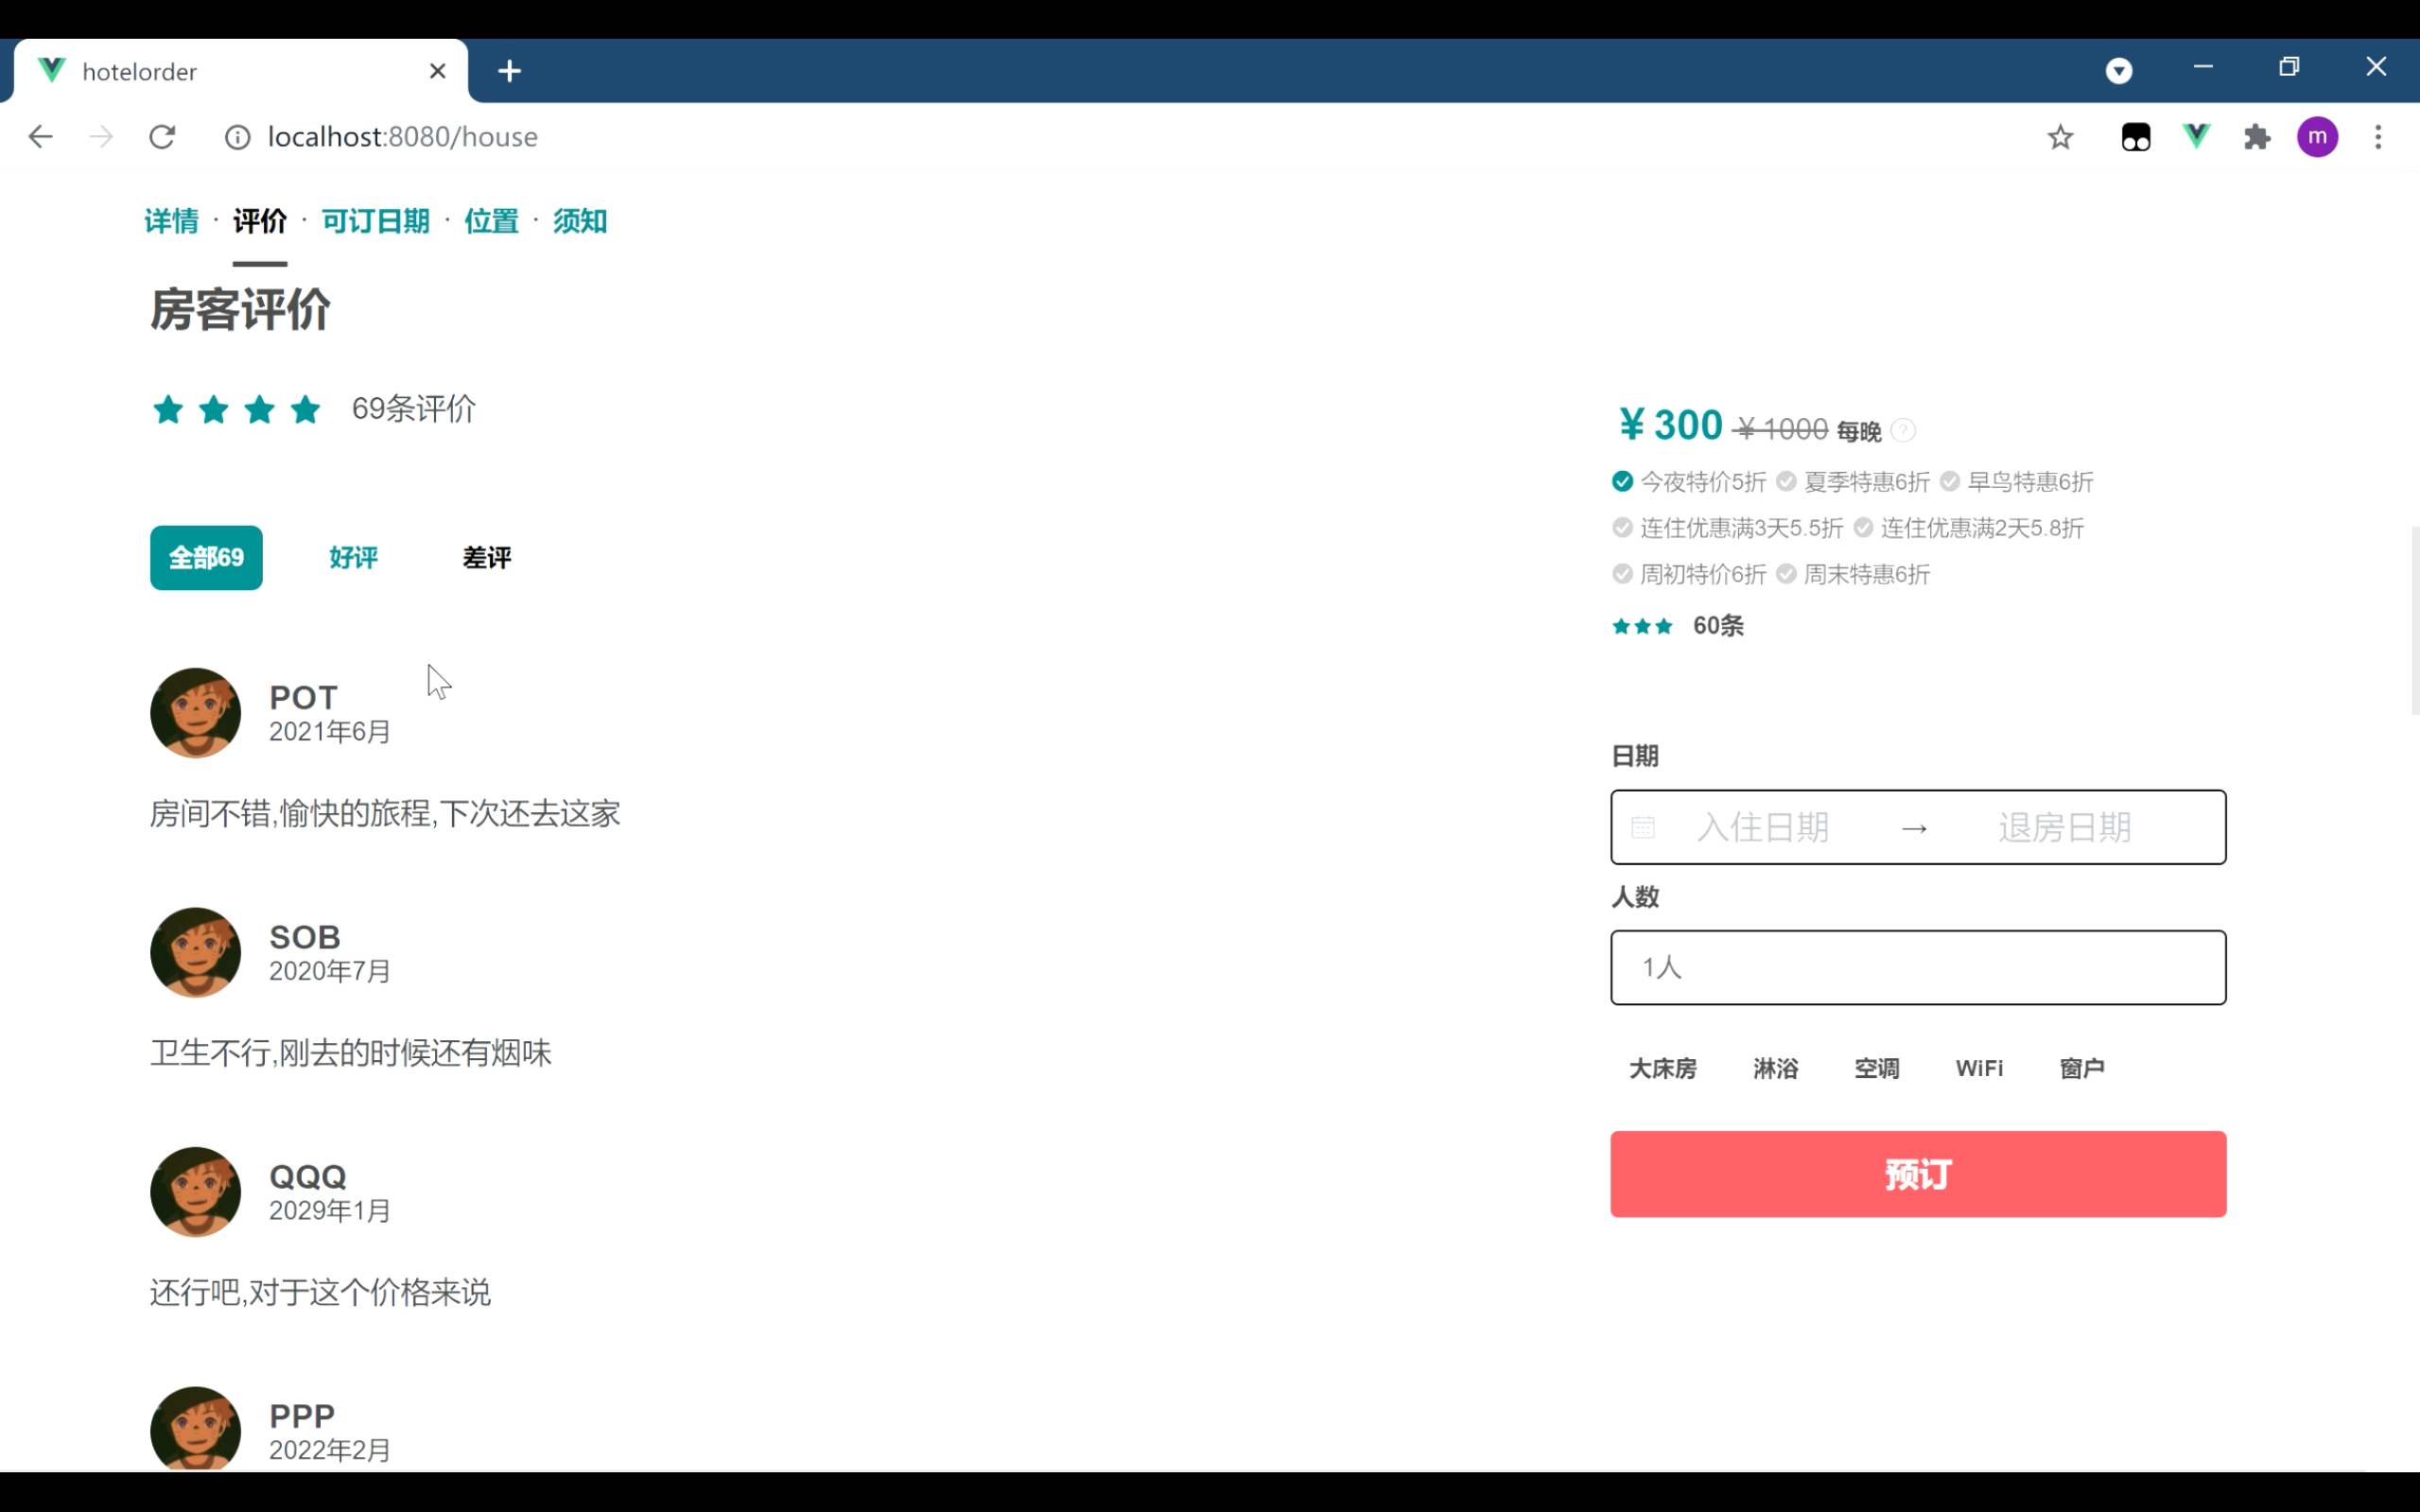 hotelorder
localhost:8080/house
m
详情 · 评价 · 可订日期 · 位置 · 须知
房客评价
69条评价
全部69 好评 差评
POT
2021年6月
房间不错,愉快的旅程,下次还去这家
SOB
2020年7月
卫生不行,刚去的时候还有烟味
QQQ
2029年1月
还行吧,对于这个价格来说
PPP
2022年2月
￥300 ￥1000 每晚 ?
今夜特价5折 夏季特惠6折 早鸟特惠6折
连住优惠满3天5.5折 连住优惠满2天5.8折
周初特价6折 周末特惠6折
60条
日期
入住日期 → 退房日期
人数
1人
大床房 淋浴 空调 WiFi 窗户
预订